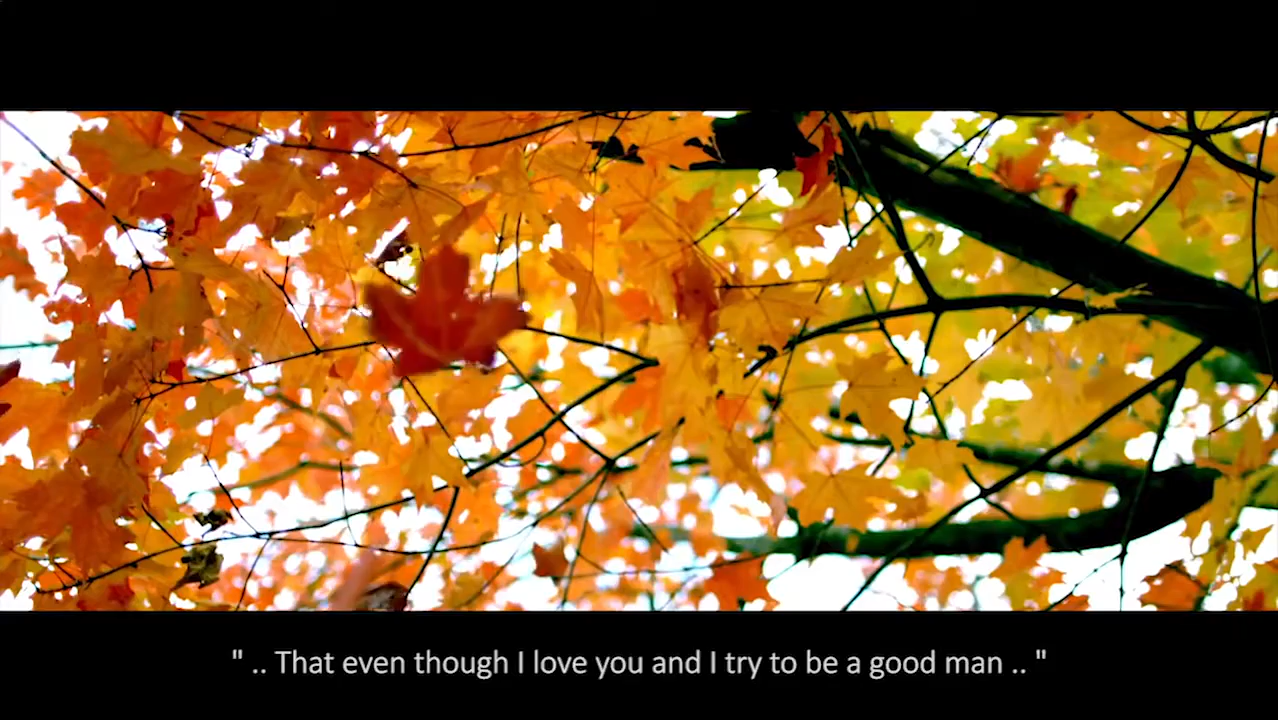 " .. That even though I love you and I try to be a good man .. "